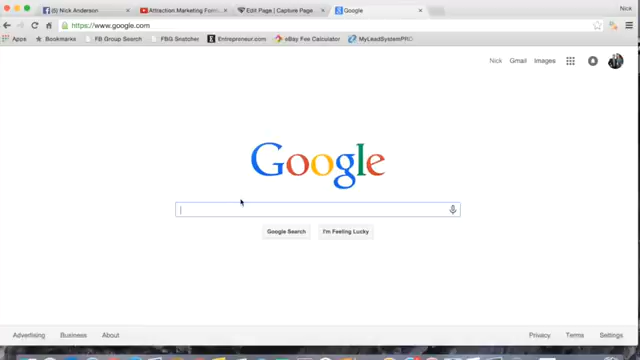 (5) Nick Anderson
Attraction Marketing Form
Edit Page | Capture Page
Google
Nick
https://www.google.com
Apps
Bookmarks
FB Group Search
FBG Snatcher
Entrepreneur.com
eBay Fee Calculator
MyLeadSystemPRO
Nick
Gmail
Images
Google
Google Search
I'm Feeling Lucky
Advertising
Business
About
Privacy
Terms
Settings